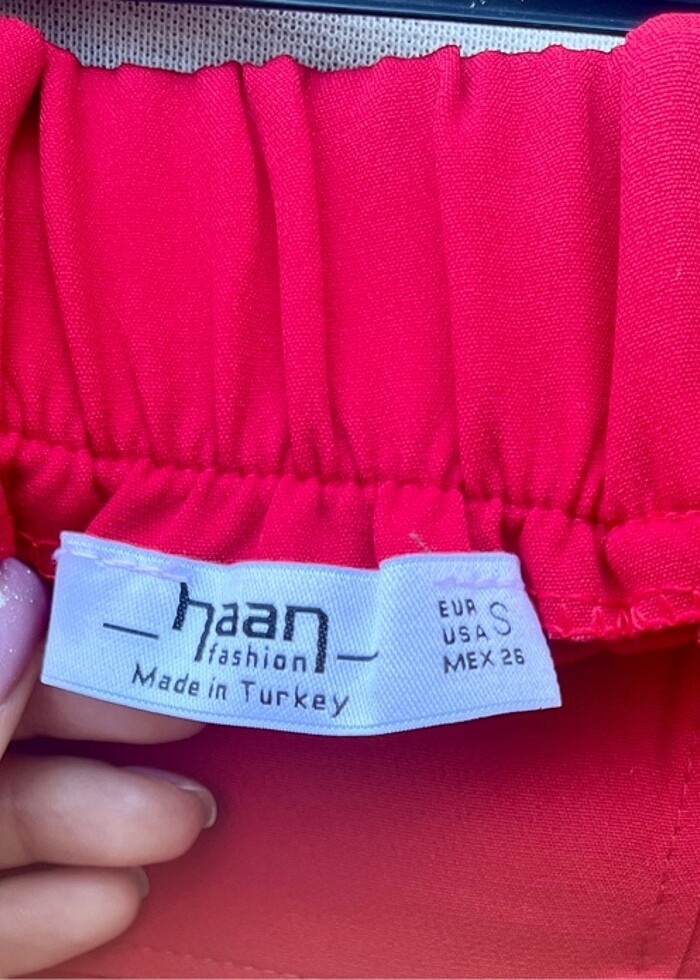 haan
fashion
Made in Turkey
EUR
USA S
MEX 26